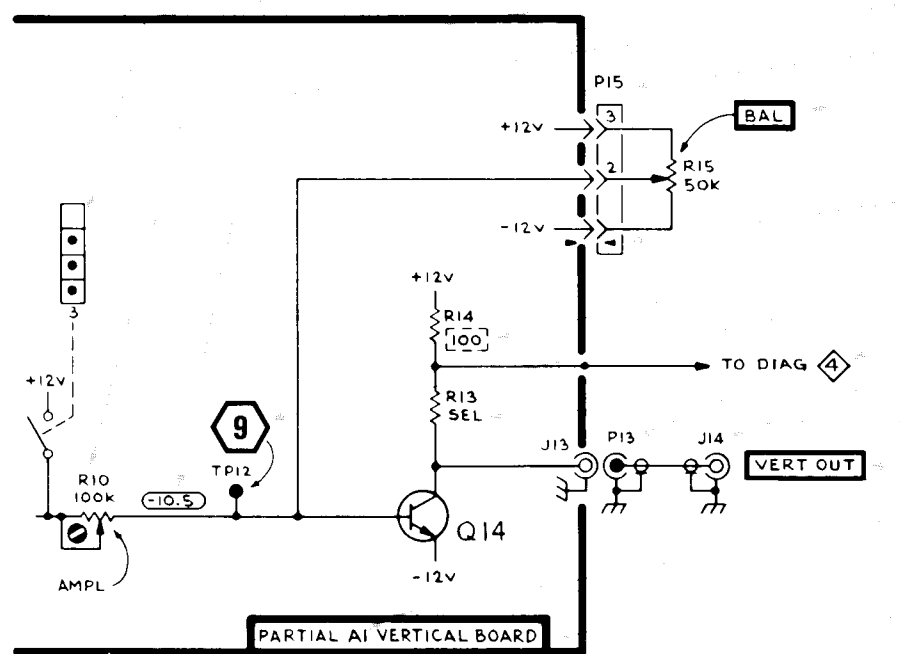 P15
+12V
3
BAL
2
R15
50K
-12V
+12V
3
R14
100
TO DIAG 4
+12V
R13
SEL
9
J13
P13
J14
VERT OUT
TP12
R10
100K
-10.5
Q14
AMPL
-12V
PARTIAL A1 VERTICAL BOARD